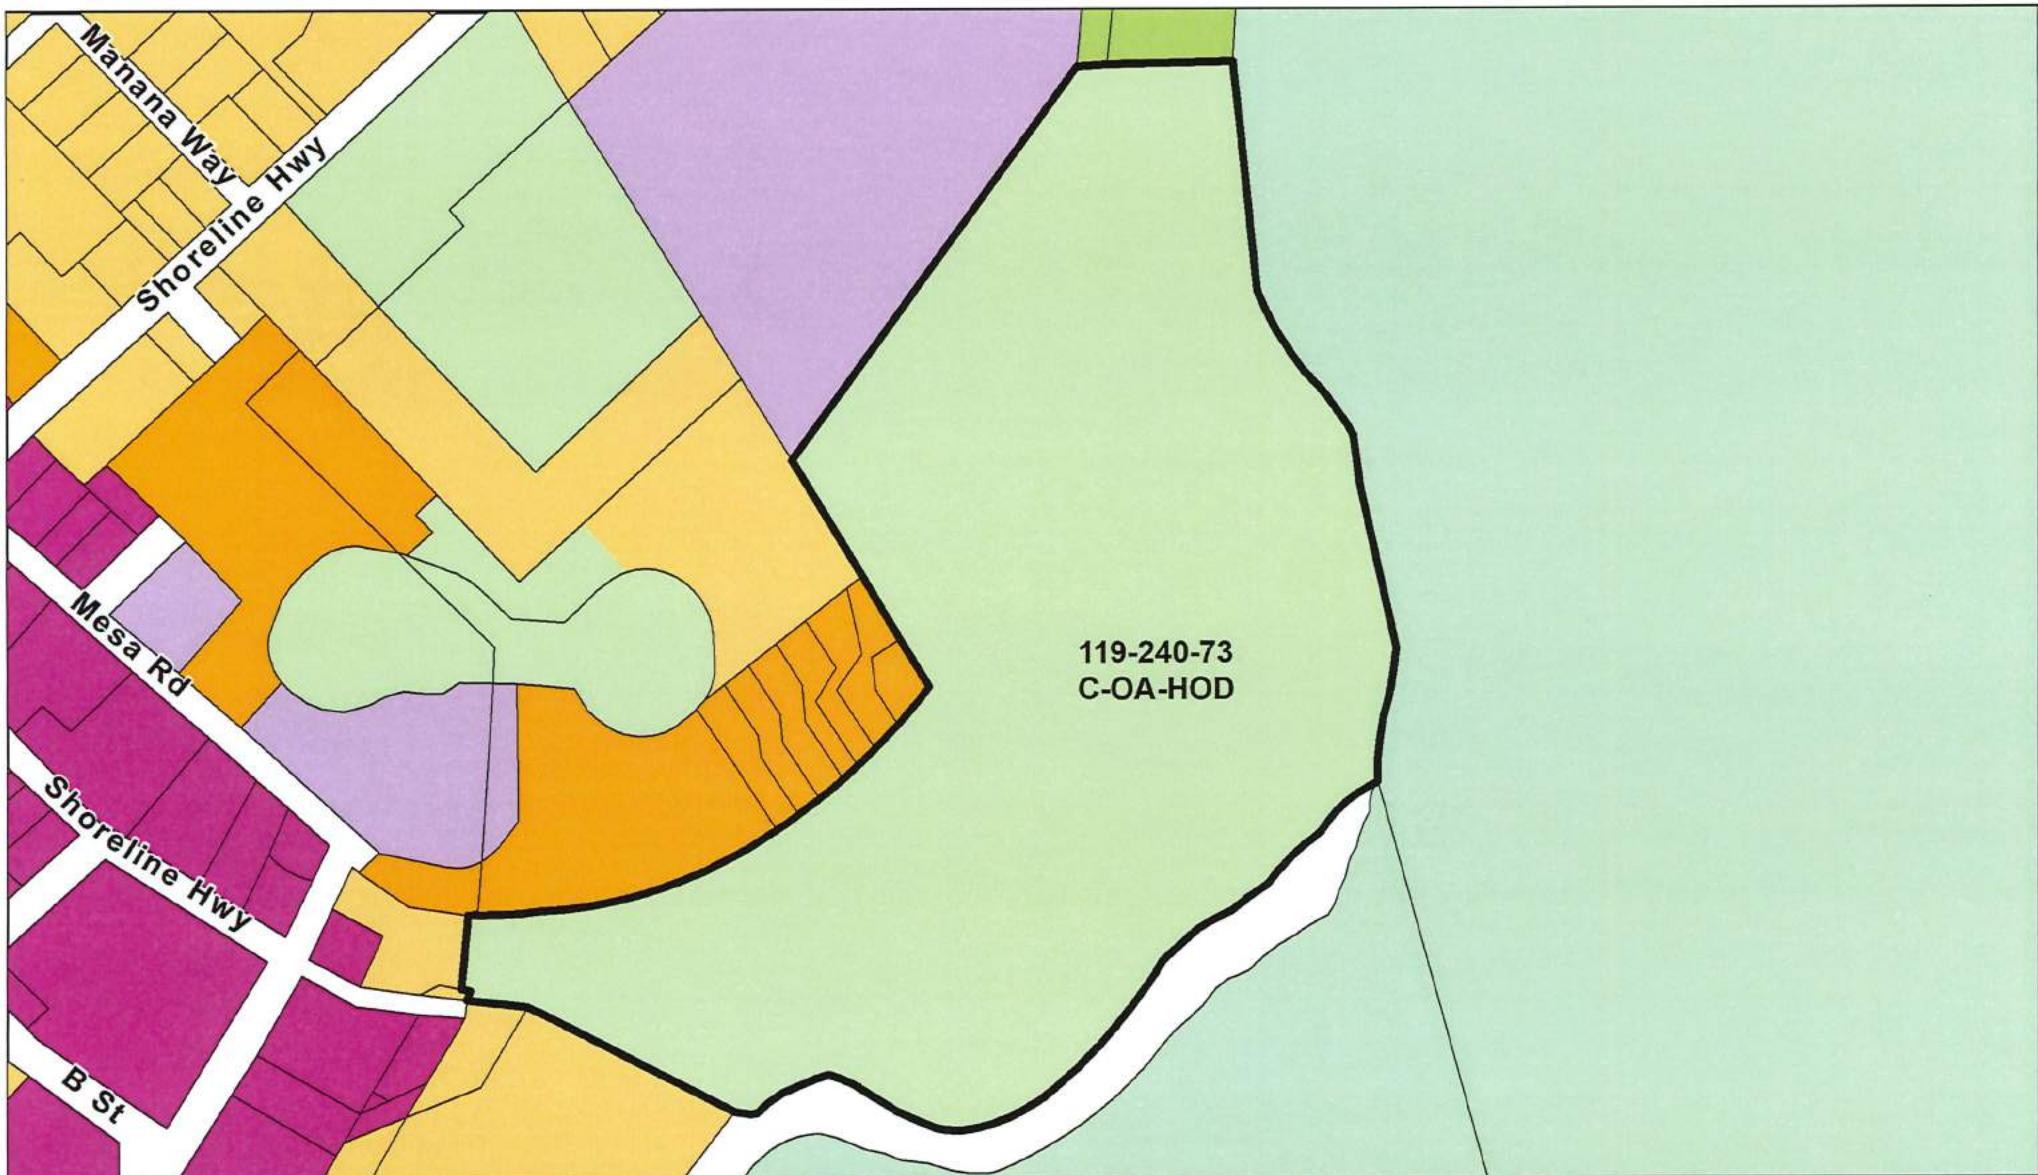 Manana Way
Shoreline Hwy
Mesa Rd
119-240-73
C-OA-HOD
Shoreline Hwy
B St